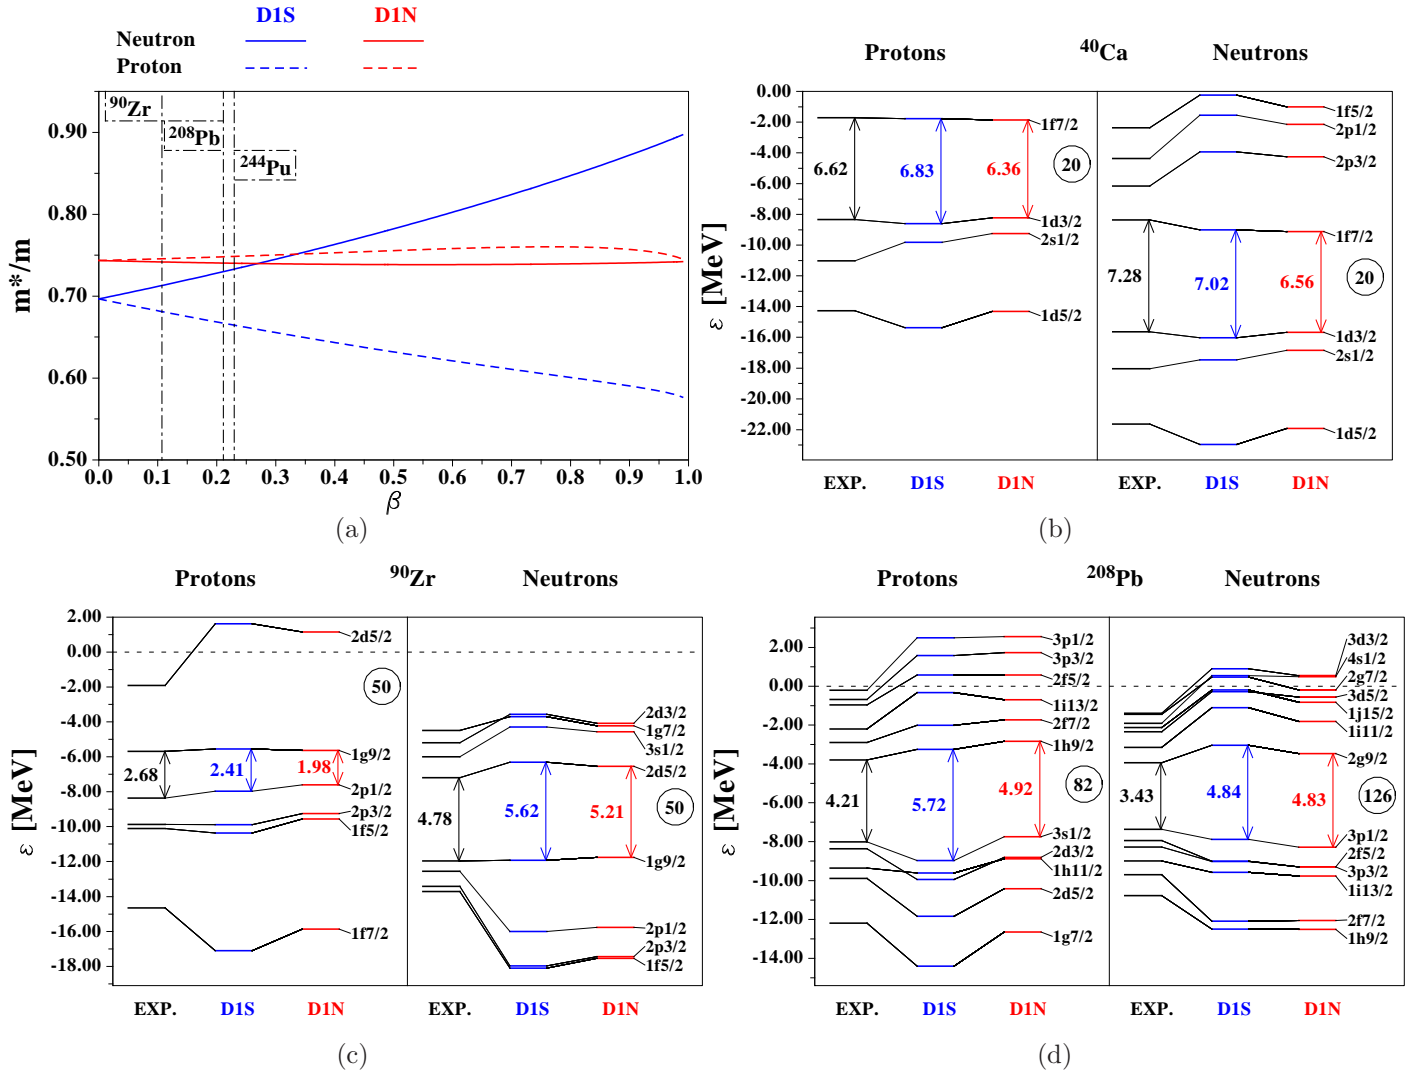 D1S D1N
Neutron
Proton
m*/m
0.90
0.80
0.70
0.60
0.50
90Zr
208Pb
244Pu
0.0 0.1 0.2 0.3 0.4 0.5 0.6 0.7 0.8 0.9 1.0
β
(a)
Protons 40Ca Neutrons
ε [MeV]
0.00
-2.00
-4.00
-6.00
-8.00
-10.00
-12.00
-14.00
-16.00
-18.00
-20.00
-22.00
6.62 6.83 6.36
1f7/2
20
1d3/2
2s1/2
1d5/2
7.28 7.02 6.56
1f5/2
2p1/2
2p3/2
1f7/2
20
1d3/2
2s1/2
1d5/2
EXP. D1S D1N EXP. D1S D1N
(b)
Protons 90Zr Neutrons
ε [MeV]
2.00
0.00
-2.00
-4.00
-6.00
-8.00
-10.00
-12.00
-14.00
-16.00
-18.00
2.68 2.41 1.98
2d5/2
50
1g9/2
2p1/2
2p3/2
1f5/2
1f7/2
4.78 5.62 5.21
2d3/2
1g7/2
3s1/2
2d5/2
50
1g9/2
2p1/2
2p3/2
1f5/2
EXP. D1S D1N EXP. D1S D1N
(c)
Protons 208Pb Neutrons
ε [MeV]
2.00
0.00
-2.00
-4.00
-6.00
-8.00
-10.00
-12.00
-14.00
4.21 5.72 4.92
3p1/2
3p3/2
2f5/2
1i13/2
2f7/2
1h9/2
82
3s1/2
2d3/2
1h11/2
2d5/2
1g7/2
3.43 4.84 4.83
3d3/2
4s1/2
2g7/2
3d5/2
1j15/2
1i11/2
2g9/2
126
3p1/2
2f5/2
3p3/2
1i13/2
2f7/2
1h9/2
EXP. D1S D1N EXP. D1S D1N
(d)